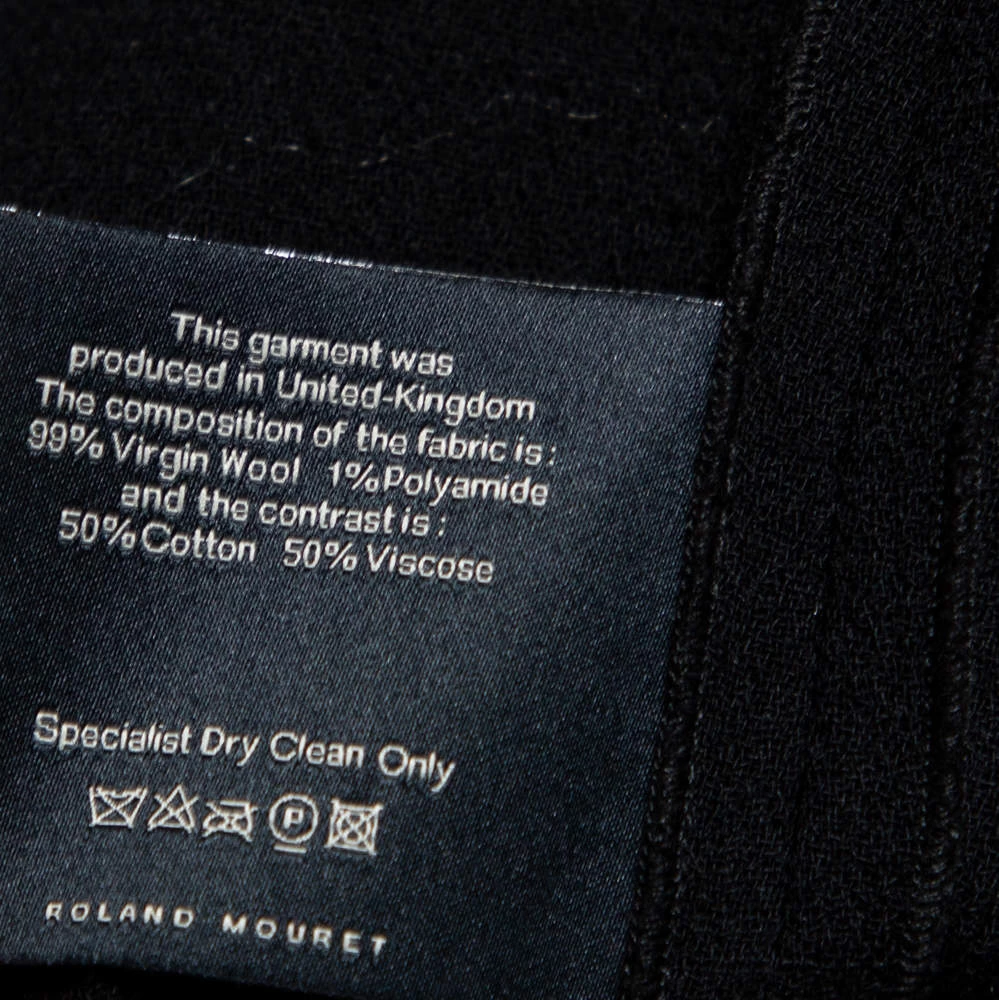 This garment was
produced in United-Kingdom
The composition of the fabric is :
99% Virgin Wool 1% Polyamide
and the contrast is :
50% Cotton 50% Viscose
Specialist Dry Clean Only
P
ROLAND MOURET